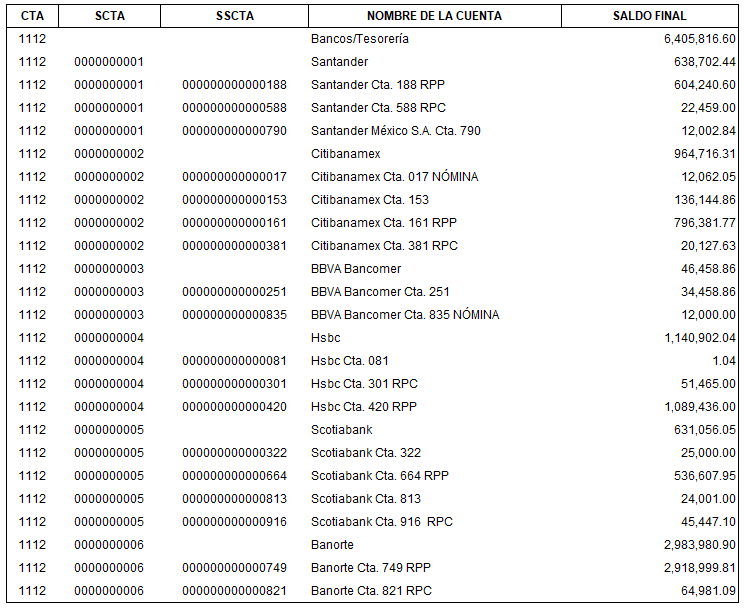 CTA SCTA SSCTA NOMBRE DE LA CUENTA SALDO FINAL
1112 Bancos/Tesorería 6,405,816.60
1112 0000000001 Santander 638,702.44
1112 0000000001 000000000000188 Santander Cta. 188 RPP 604,240.60
1112 0000000001 000000000000588 Santander Cta. 588 RPC 22,459.00
1112 0000000001 000000000000790 Santander México S.A. Cta. 790 12,002.84
1112 0000000002 Citibanamex 964,716.31
1112 0000000002 000000000000017 Citibanamex Cta. 017 NÓMINA 12,062.05
1112 0000000002 000000000000153 Citibanamex Cta. 153 136,144.86
1112 0000000002 000000000000161 Citibanamex Cta. 161 RPP 796,381.77
1112 0000000002 000000000000381 Citibanamex Cta. 381 RPC 20,127.63
1112 0000000003 BBVA Bancomer 46,458.86
1112 0000000003 000000000000251 BBVA Bancomer Cta. 251 34,458.86
1112 0000000003 000000000000835 BBVA Bancomer Cta. 835 NÓMINA 12,000.00
1112 0000000004 Hsbc 1,140,902.04
1112 0000000004 000000000000081 Hsbc Cta. 081 1.04
1112 0000000004 000000000000301 Hsbc Cta. 301 RPC 51,465.00
1112 0000000004 000000000000420 Hsbc Cta. 420 RPP 1,089,436.00
1112 0000000005 Scotiabank 631,056.05
1112 0000000005 000000000000322 Scotiabank Cta. 322 25,000.00
1112 0000000005 000000000000664 Scotiabank Cta. 664 RPP 536,607.95
1112 0000000005 000000000000813 Scotiabank Cta. 813 24,001.00
1112 0000000005 000000000000916 Scotiabank Cta. 916 RPC 45,447.10
1112 0000000006 Banorte 2,983,980.90
1112 0000000006 000000000000749 Banorte Cta. 749 RPP 2,918,999.81
1112 0000000006 000000000000821 Banorte Cta. 821 RPC 64,981.09